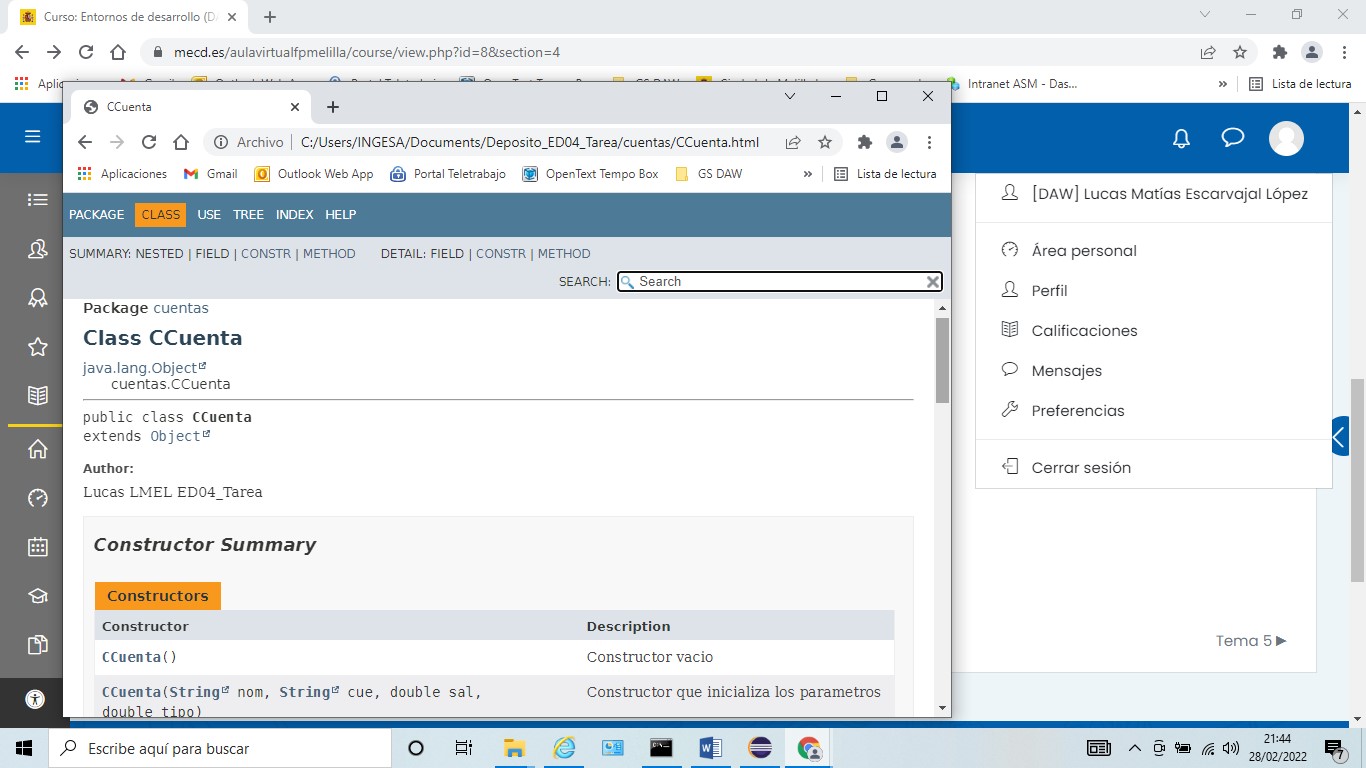 Curso: Entornos de desarrollo (D
mecd.es/aulavirtualfpmelilla/course/view.php?id=8&section=4
Intranet ASM - Das...
»
Lista de lectura
CCuenta
Archivo
C:/Users/INGESA/Documents/Deposito_ED04_Tarea/cuentas/CCuenta.html
Aplicaciones
Gmail
Outlook Web App
Portal Teletrabajo
OpenText Tempo Box
GS DAW
»
Lista de lectura
PACKAGE CLASS USE TREE INDEX HELP
SUMMARY: NESTED | FIELD | CONSTR | METHOD DETAIL: FIELD | CONSTR | METHOD
SEARCH: Search
Package cuentas
Class CCuenta
java.lang.Object
cuentas.CCuenta
public class CCuenta
extends Object
Author:
Lucas LMEL ED04_Tarea
Constructor Summary
Constructors
Constructor Description
CCuenta() Constructor vacio
CCuenta(String nom, String cue, double sal, Constructor que inicializa los parametros
double tipo)
[DAW] Lucas Matías Escarvajal López
Área personal
Perfil
Calificaciones
Mensajes
Preferencias
Cerrar sesión
Tema 5 ►
Escribe aquí para buscar
21:44
28/02/2022
7